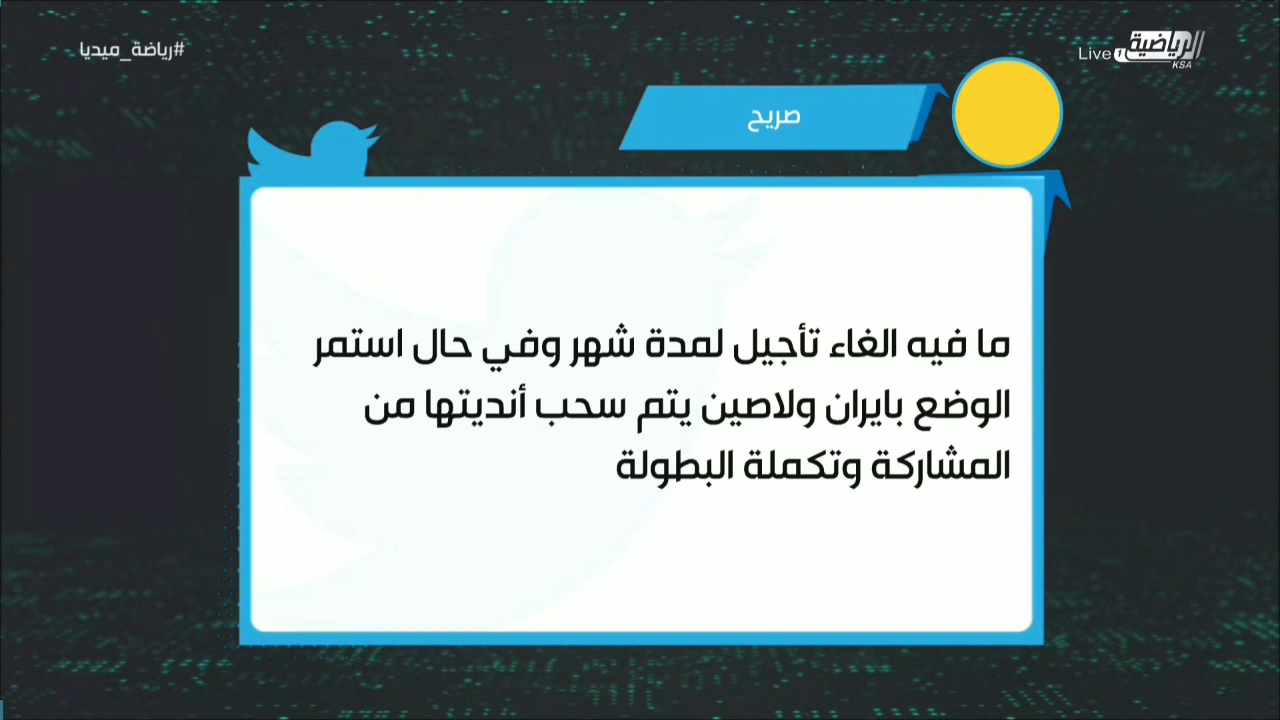 #رياضة_ميديا
Live 1 الرياضية
KSA
صريح
ما فيه الغاء تأجيل لمدة شهر وفي حال استمر
الوضع بايران ولاصين يتم سحب أنديتها من
المشاركة وتكملة البطولة